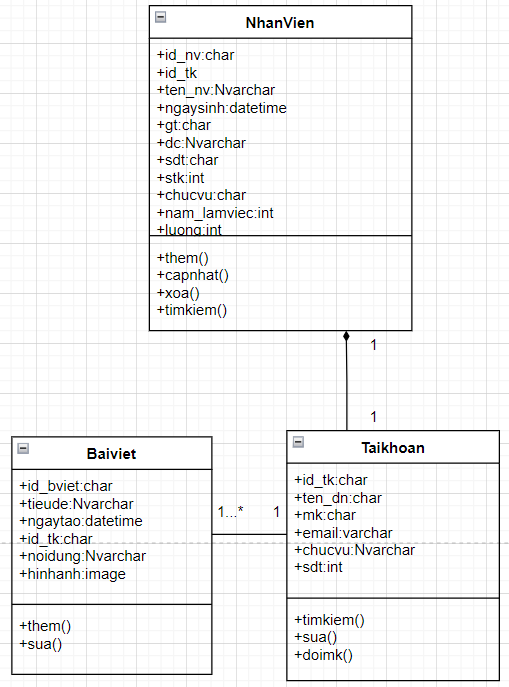 NhanVien
+id_nv:char
+id_tk
+ten_nv:Nvarchar
+ngaysinh:datetime
+gt:char
+dc:Nvarchar
+sdt:char
+stk:int
+chucvu:char
+nam_lamviec:int
+luong:int
+them()
+capnhat()
+xoa()
+timkiem()
1
1
Baiviet
+id_bviet:char
+tieude:Nvarchar
+ngaytao:datetime
+id_tk:char
+noidung:Nvarchar
+hinhanh:image
+them()
+sua()
1...* 1
Taikhoan
+id_tk:char
+ten_dn:char
+mk:char
+email:varchar
+chucvu:Nvarchar
+sdt:int
+timkiem()
+sua()
+doimk()